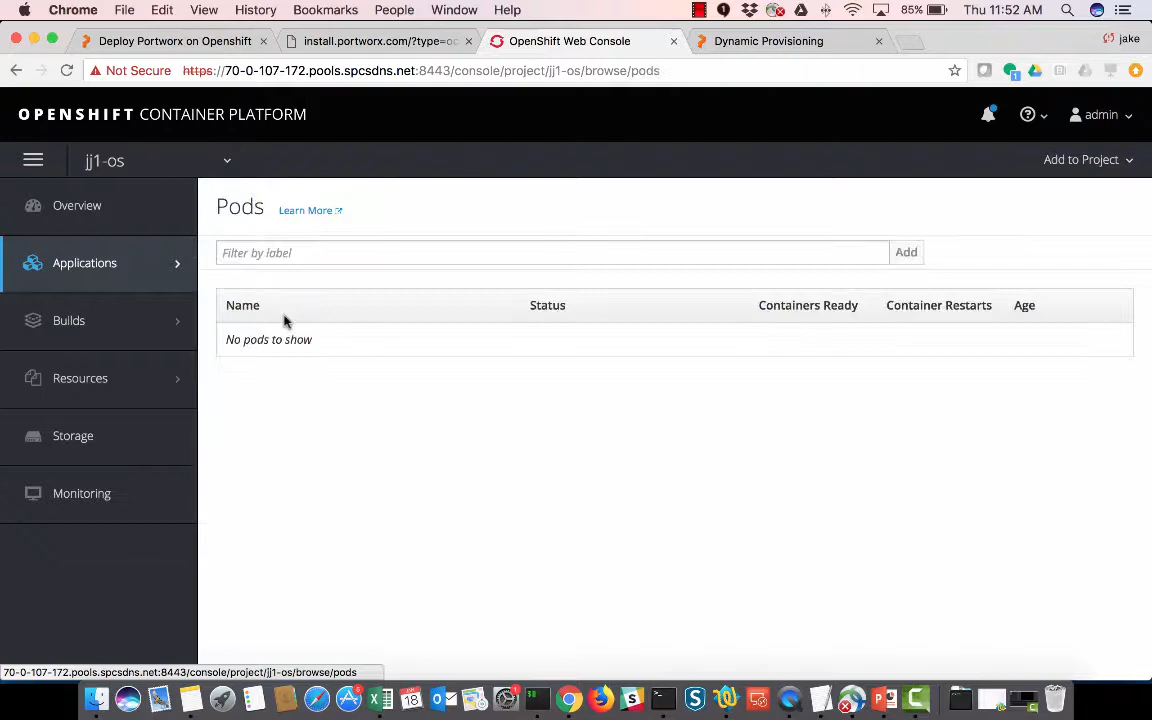 Chrome File Edit View History Bookmarks People Window Help
85% Thu 11:52 AM
Deploy Portworx on Openshift
install.portworx.com/?type=oc
OpenShift Web Console
Dynamic Provisioning
jake
Not Secure https://70-0-107-172.pools.spcsdns.net:8443/console/project/jj1-os/browse/pods
OPENSHIFT CONTAINER PLATFORM
admin
jj1-os
Add to Project
Overview
Applications
Builds
Resources
Storage
Monitoring
Pods Learn More
Filter by label
Add
Name Status Containers Ready Container Restarts Age
No pods to show
70-0-107-172.pools.spcsdns.net:8443/console/project/jj1-os/browse/pods